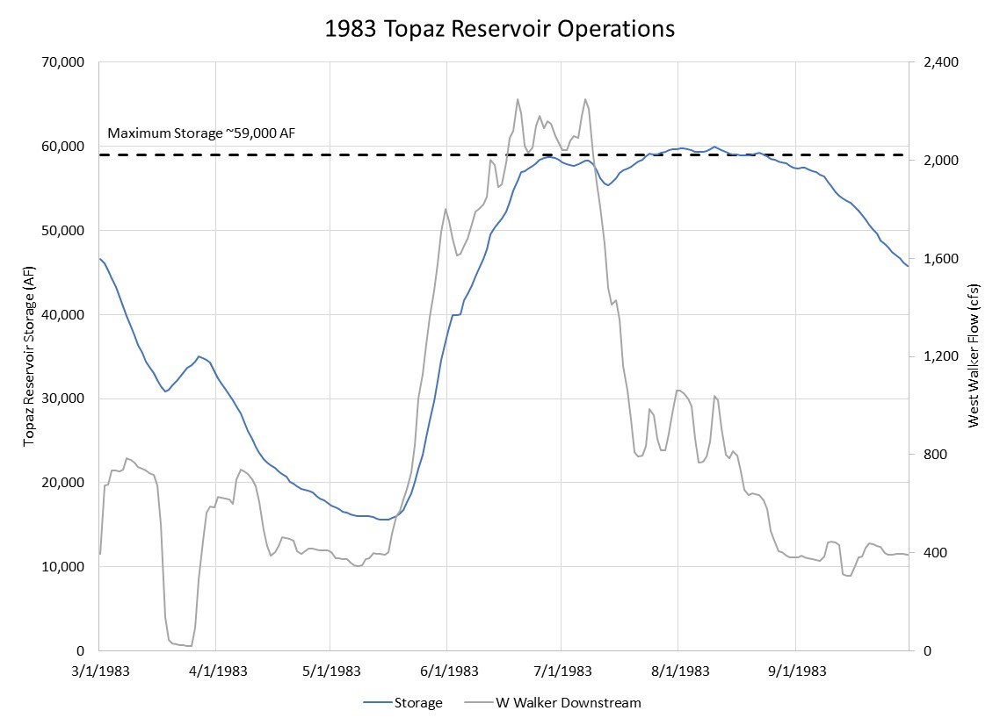 1983 Topaz Reservoir Operations
70,000
2,400
Maximum Storage ~59,000 AF
60,000
2,000
50,000
1,600
40,000
1,200
30,000
800
20,000
400
10,000
0
0
Topaz Reservoir Storage (AF)
West Walker Flow (cfs)
3/1/1983 4/1/1983 5/1/1983 6/1/1983 7/1/1983 8/1/1983 9/1/1983
Storage W Walker Downstream